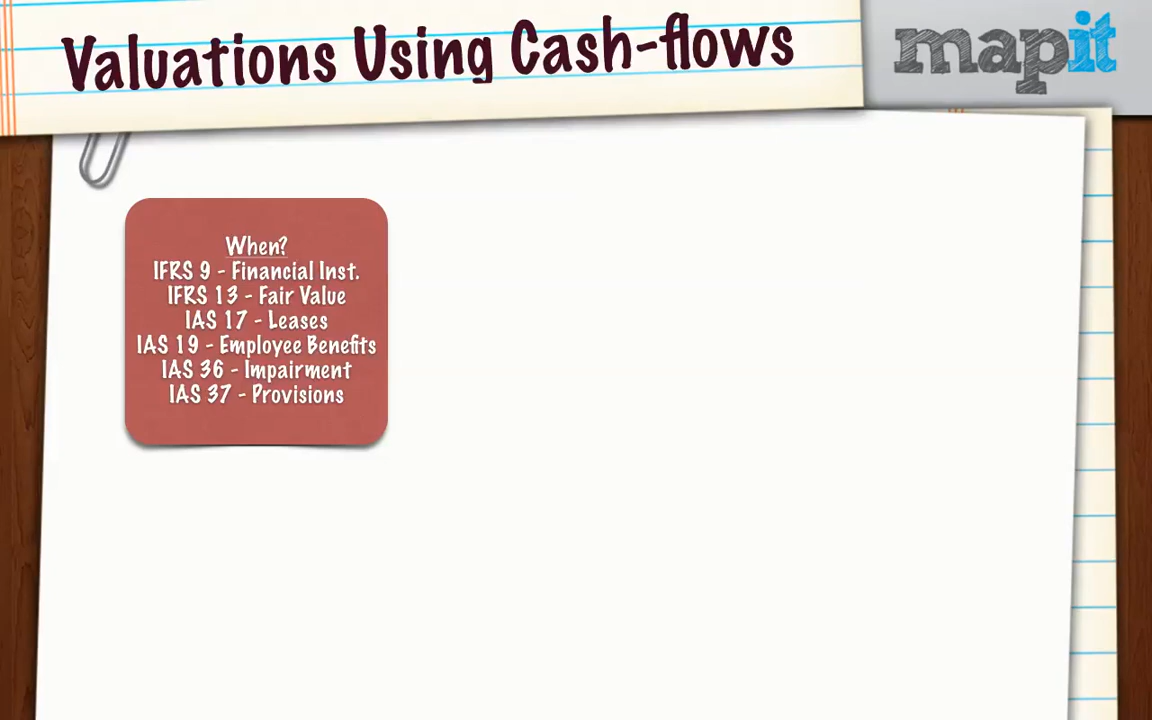 Valuations Using Cash-flows
mapit
When?
IFRS 9 - Financial Inst.
IFRS 13 - Fair Value
IAS 17 - Leases
IAS 19 - Employee Benefits
IAS 36 - Impairment
IAS 37 - Provisions